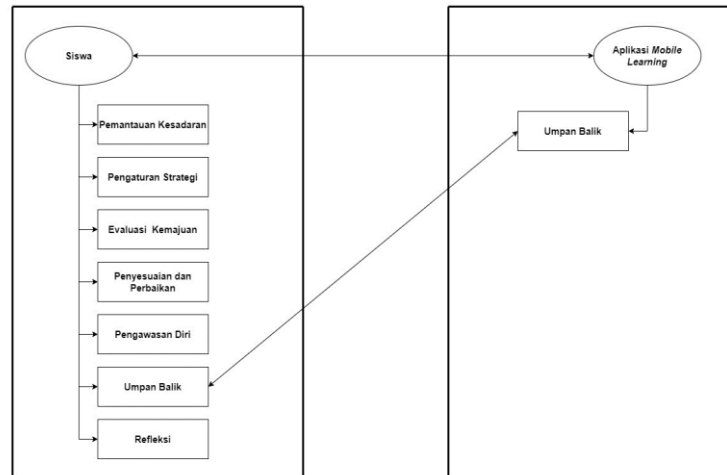 Siswa
Pemantauan Kesadaran
Pengaturan Strategi
Evaluasi Kemajuan
Penyesuaian dan
Perbaikan
Pengawasan Diri
Umpan Balik
Refleksi
Aplikasi Mobile
Learning
Umpan Balik